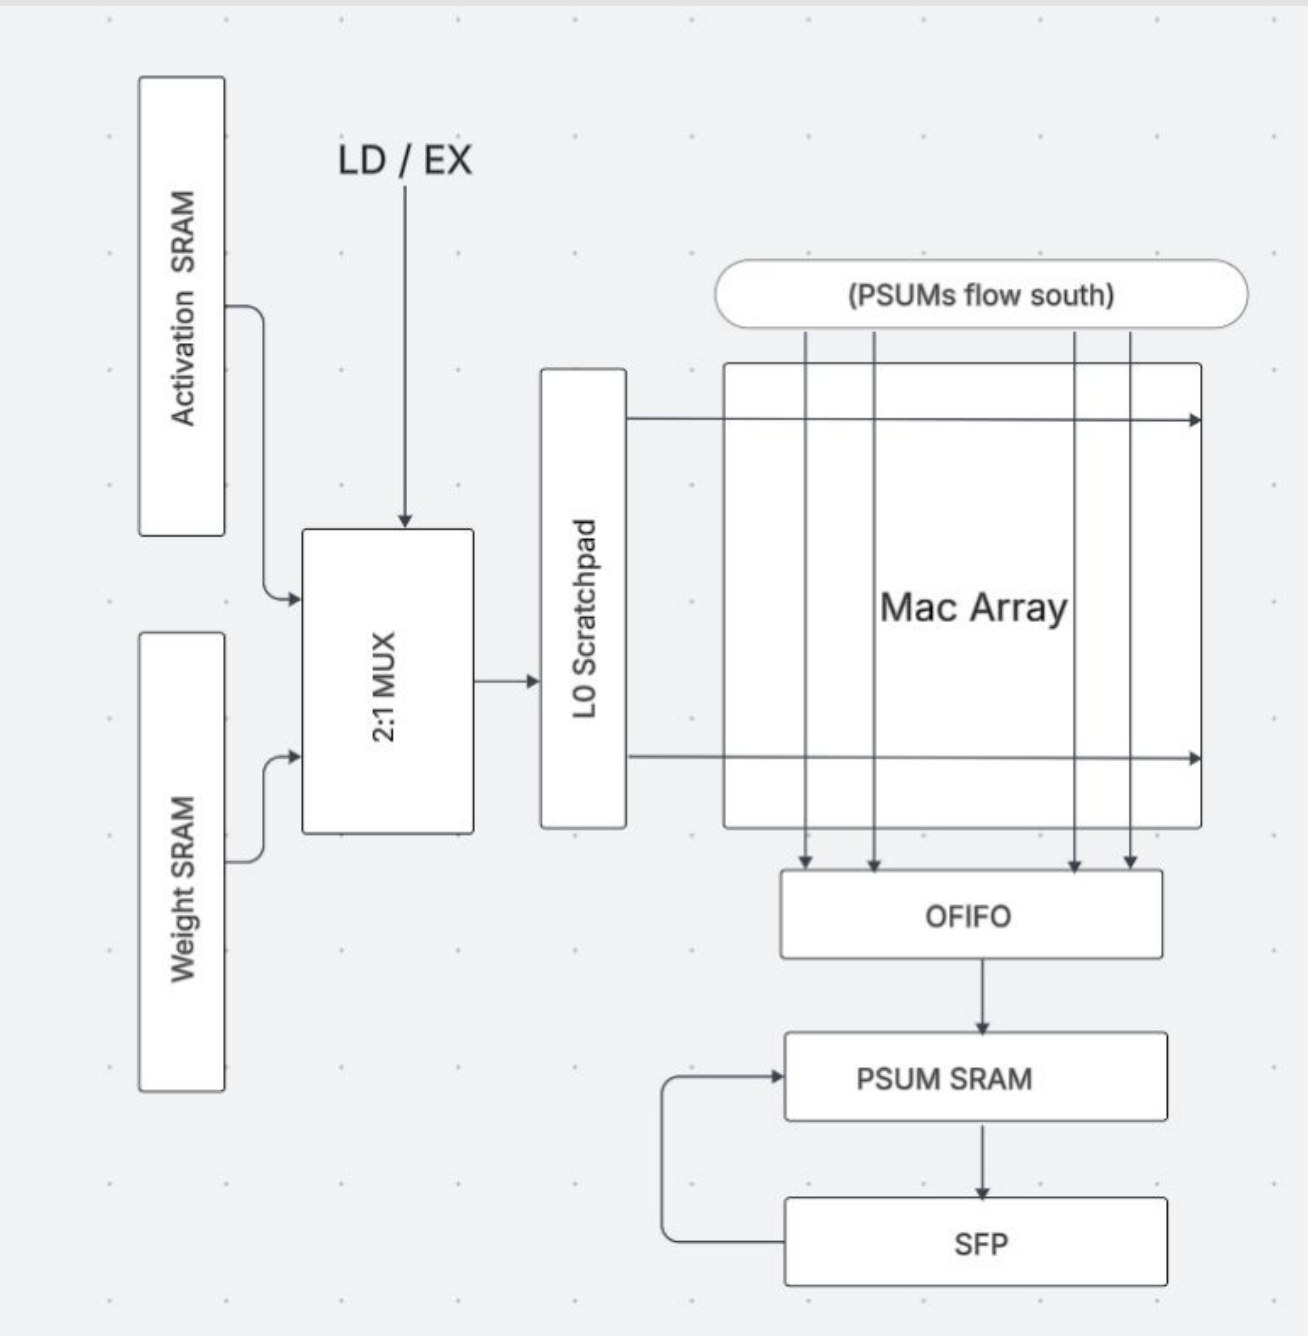 Activation SRAM
LD / EX
(PSUMs flow south)
Mac Array
L0 Scratchpad
2:1 MUX
Weight SRAM
OFIFO
PSUM SRAM
SFP